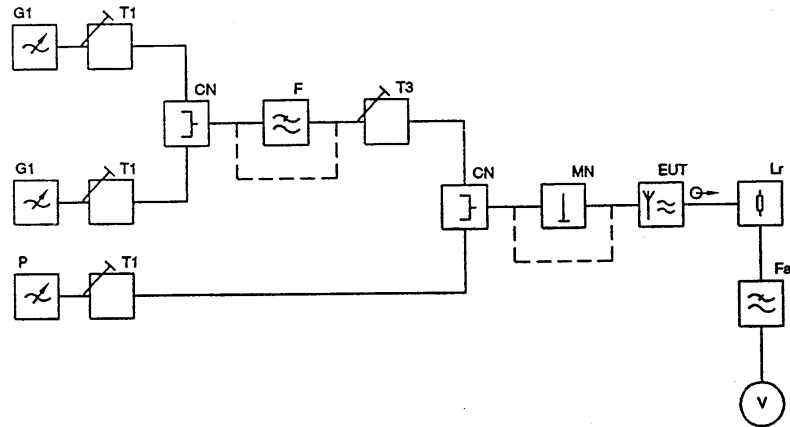 G1 T1
CN F T3
G1 T1
CN MN EUT Lr
P T1
Fa
V